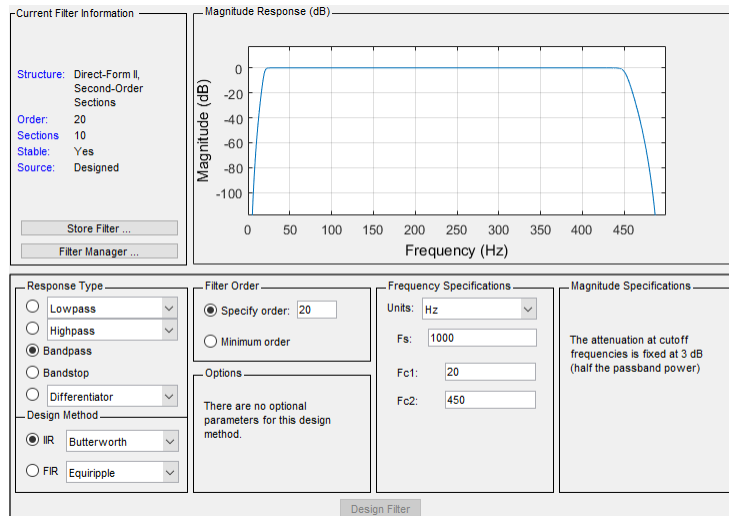 Current Filter Information
Structure: Direct-Form II,
Second-Order
Sections
Order: 20
Sections 10
Stable: Yes
Source: Designed
Store Filter ...
Filter Manager ...
Magnitude Response (dB)
Magnitude (dB)
0
-20
-40
-60
-80
-100
0 50 100 150 200 250 300 350 400 450
Frequency (Hz)
Response Type
Lowpass
Highpass
Bandpass
Bandstop
Differentiator
Design Method
IIR Butterworth
FIR Equiripple
Filter Order
Specify order: 20
Minimum order
Options
There are no optional
parameters for this design
method.
Frequency Specifications
Units: Hz
Fs: 1000
Fc1: 20
Fc2: 450
Magnitude Specifications
The attenuation at cutoff
frequencies is fixed at 3 dB
(half the passband power)
Design Filter